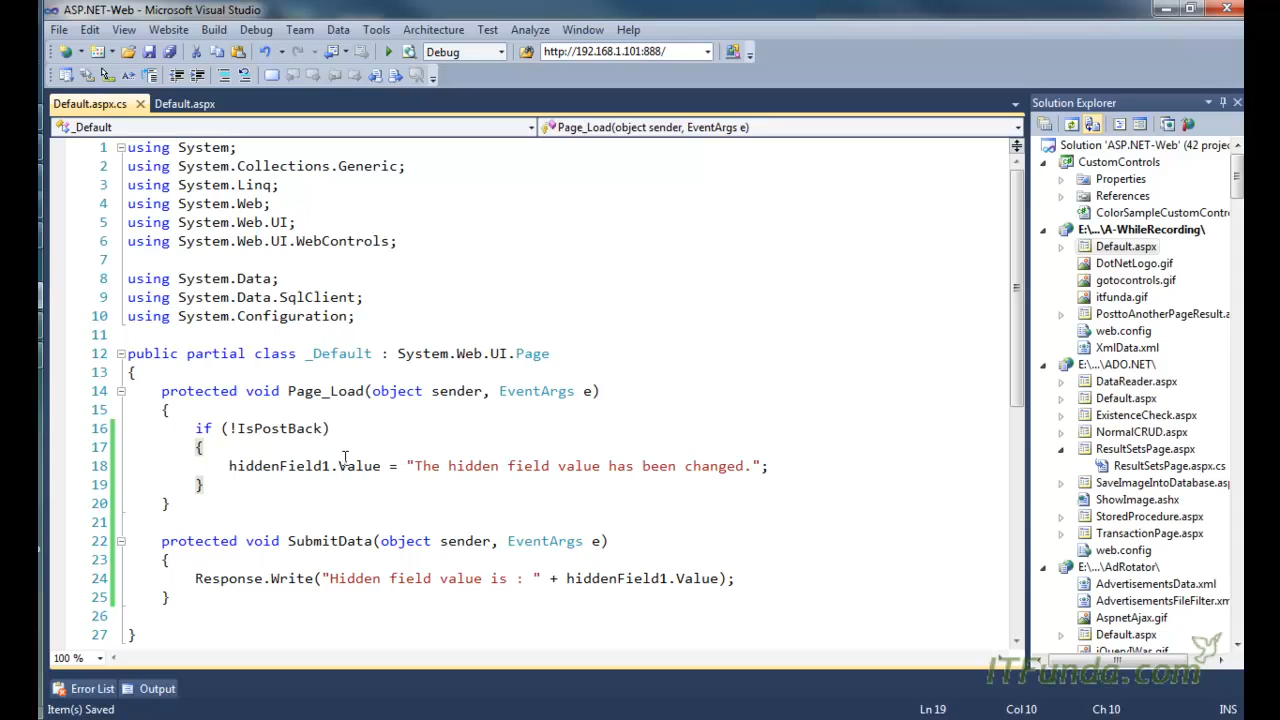 ASP.NET-Web - Microsoft Visual Studio
File Edit View Website Build Debug Team Data Tools Architecture Test Analyze Window Help
Debug http://192.168.1.101:888/
Default.aspx.cs Default.aspx
_Default Page_Load(object sender, EventArgs e)
1 using System;
2 using System.Collections.Generic;
3 using System.Linq;
4 using System.Web;
5 using System.Web.UI;
6 using System.Web.UI.WebControls;
7
8 using System.Data;
9 using System.Data.SqlClient;
10 using System.Configuration;
11
12 public partial class _Default : System.Web.UI.Page
13 {
14 protected void Page_Load(object sender, EventArgs e)
15 {
16 if (!IsPostBack)
17 {
18 hiddenField1.Value = "The hidden field value has been changed.";
19 }
20 }
21
22 protected void SubmitData(object sender, EventArgs e)
23 {
24 Response.Write("Hidden field value is : " + hiddenField1.Value);
25 }
26
27 }
100 %
Solution Explorer
Solution 'ASP.NET-Web' (42 projec
CustomControls
Properties
References
ColorSampleCustomContr
E:\...\A-WhileRecording\
Default.aspx
DotNetLogo.gif
gotocontrols.gif
itfunda.gif
PosttoAnotherPageResult.a
web.config
XmlData.xml
E:\...\ADO.NET\
DataReader.aspx
Default.aspx
ExistenceCheck.aspx
NormalCRUD.aspx
ResultSetsPage.aspx
ResultSetsPage.aspx.cs
SaveImageIntoDatabase.asp
ShowImage.ashx
StoredProcedure.aspx
TransactionPage.aspx
web.config
E:\...\AdRotator\
AdvertisementsData.xml
AdvertisementsFileFilter.xm
AspnetAjax.gif
Default.aspx
jQueryIWas.gif
ITFunda.com
Error List Output
Item(s) Saved Ln 19 Col 10 Ch 10 INS